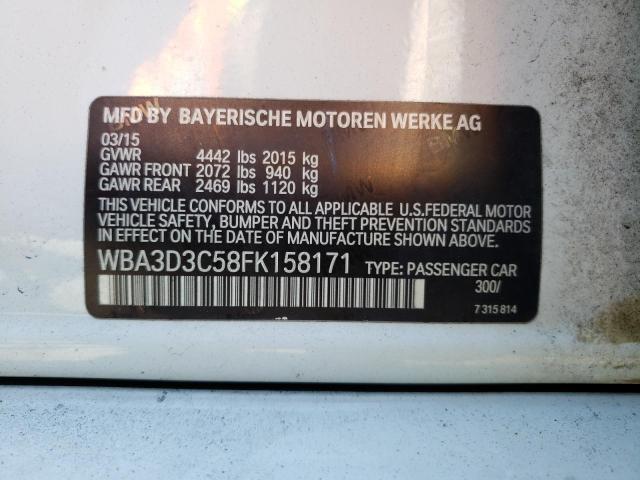 MFD BY BAYERISCHE MOTOREN WERKE AG
03/15
GVWR 4442 lbs 2015 kg
GAWR FRONT 2072 lbs 940 kg
GAWR REAR 2469 lbs 1120 kg
THIS VEHICLE CONFORMS TO ALL APPLICABLE U.S.FEDERAL MOTOR
VEHICLE SAFETY, BUMPER AND THEFT PREVENTION STANDARDS
IN EFFECT ON THE DATE OF MANUFACTURE SHOWN ABOVE.
WBA3D3C58FK158171 TYPE: PASSENGER CAR
300/
7 315 814